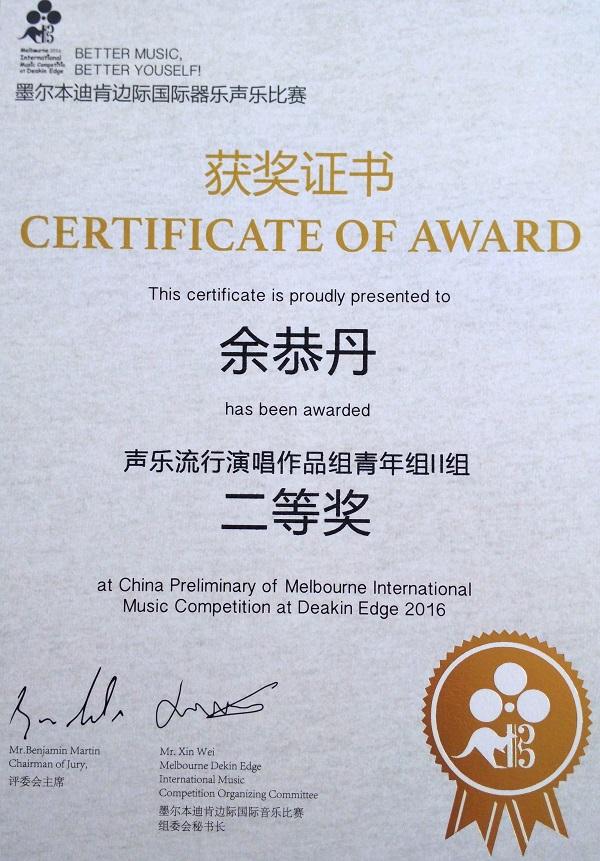 Melbourne 2016
International
Music Competition
at Deakin Edge
BETTER MUSIC,
BETTER YOUSELF!
墨尔本迪肯边际国际器乐声乐比赛
获奖证书
CERTIFICATE OF AWARD
This certificate is proudly presented to
余恭丹
has been awarded
声乐流行演唱作品组青年组II组
二等奖
at China Preliminary of Melbourne International
Music Competition at Deakin Edge 2016
Mr.Benjamin Martin
Chairman of Jury,
评委会主席
Mr. Xin Wei
Melbourne Dekin Edge
International Music
Competition Organizing Committee
墨尔本迪肯边际国际音乐比赛
组委会秘书长